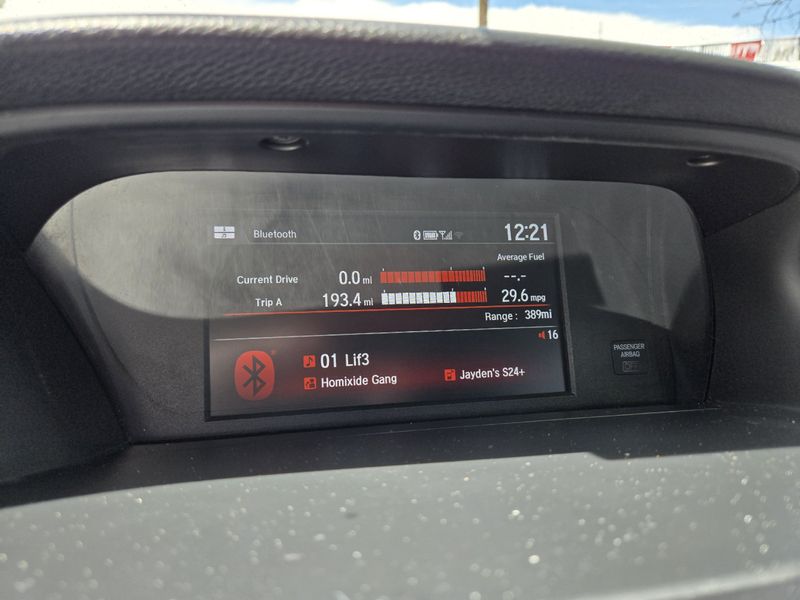 Bluetooth 12:21
Average Fuel
Current Drive 0.0 mi --.-
Trip A 193.4 mi 29.6 mpg
Range : 389mi
16
01 Lif3
Homixide Gang Jayden's S24+
PASSENGER
AIRBAG
OFF